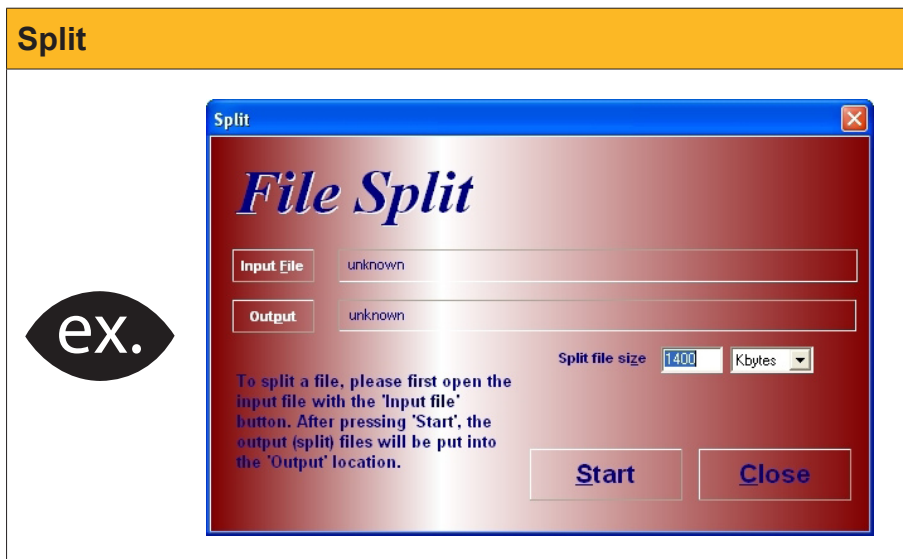 Split
Split
File Split
Input File
unknown
Output
unknown
ex.
Split file size
1400
Kbytes
To split a file, please first open the
input file with the 'Input file'
button. After pressing 'Start', the
output (split) files will be put into
the 'Output' location.
Start
Close